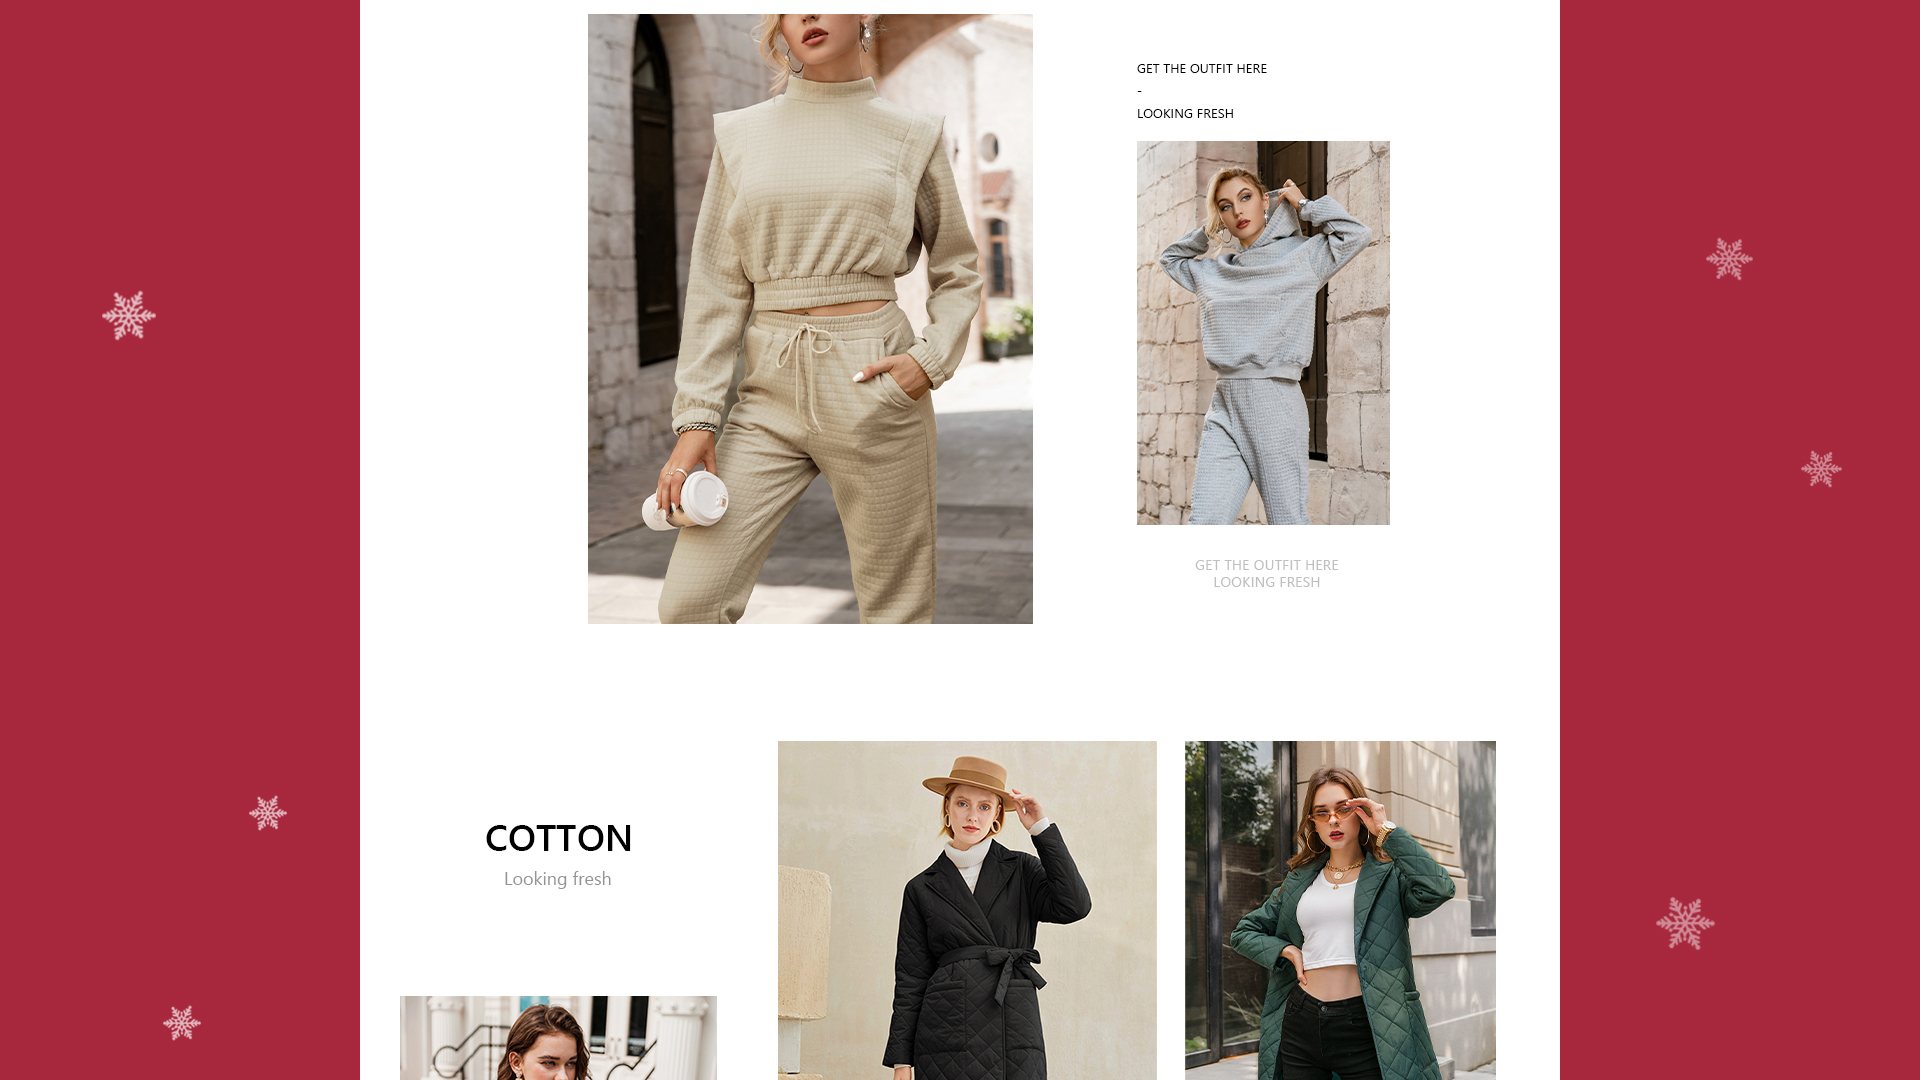 GET THE OUTFIT HERE
-
LOOKING FRESH
GET THE OUTFIT HERE
LOOKING FRESH
COTTON
Looking fresh